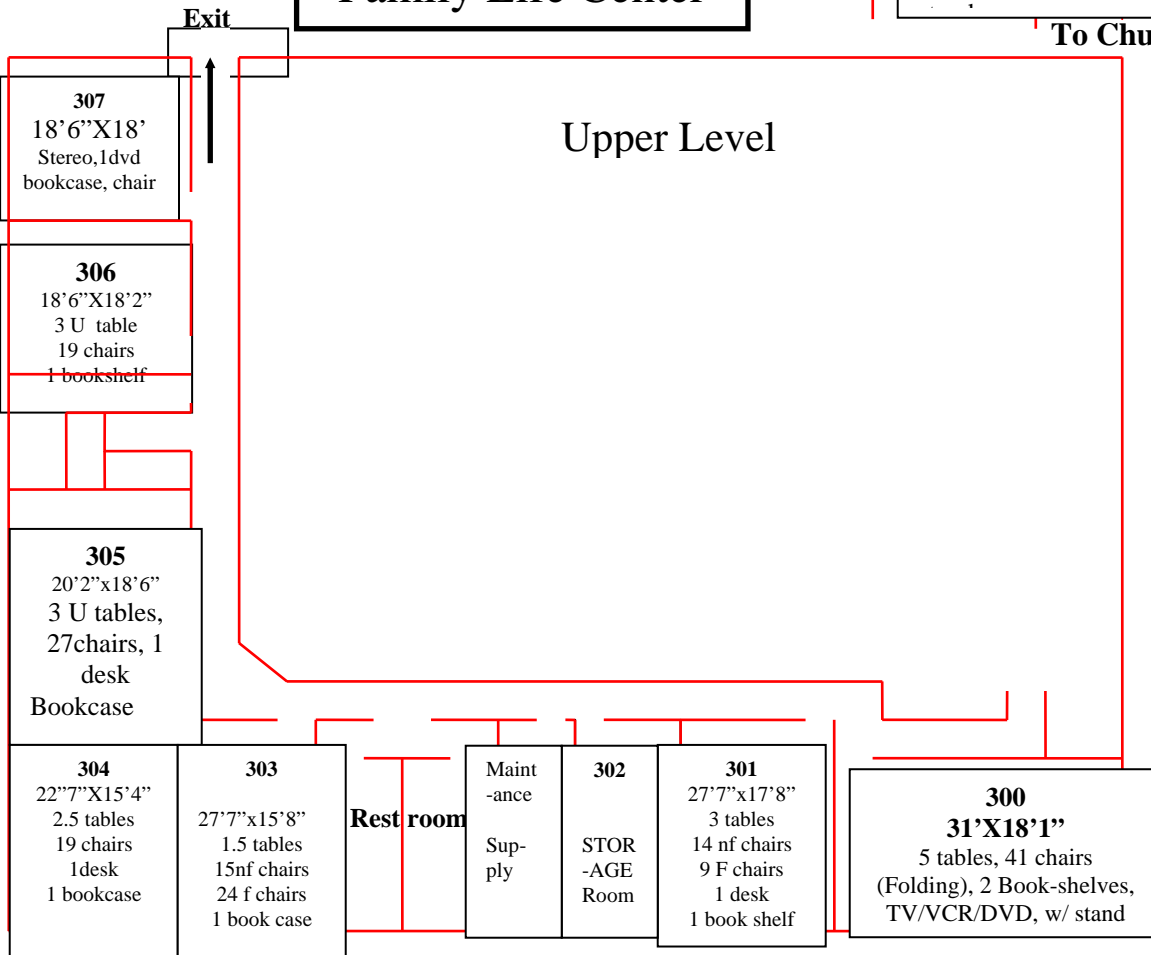 Family Life Center
Exit
To Chu
307
18’6”X18’
Stereo,1dvd
bookcase, chair
Upper Level
306
18’6”X18’2”
3 U table
19 chairs
1 bookshelf
305
20’2”x18’6”
3 U tables,
27chairs, 1
desk
Bookcase
304
22”7”X15’4”
2.5 tables
19 chairs
1desk
1 bookcase
303
27’7”x15’8”
1.5 tables
15nf chairs
24 f chairs
1 book case
Rest room
Maint
-ance
Sup-
ply
302
STOR
-AGE
Room
301
27’7”x17’8”
3 tables
14 nf chairs
9 F chairs
1 desk
1 book shelf
300
31’X18’1”
5 tables, 41 chairs
(Folding), 2 Book-shelves,
TV/VCR/DVD, w/ stand